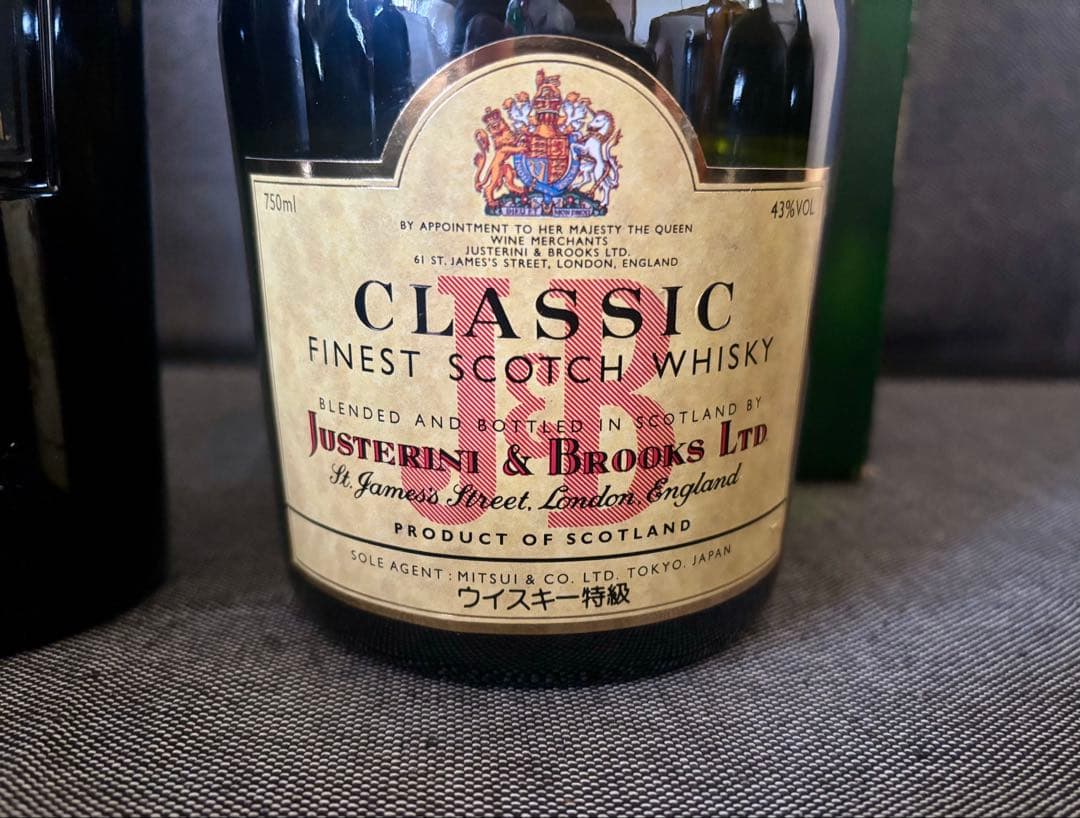 750ml
43%VOL
BY APPOINTMENT TO HER MAJESTY THE QUEEN
WINE MERCHANTS
JUSTERINI & BROOKS LTD.
61 ST. JAMES'S STREET, LONDON, ENGLAND
J&B
CLASSIC
FINEST SCOTCH WHISKY
BLENDED AND BOTTLED IN SCOTLAND BY
JUSTERINI & BROOKS LTD
St. James's Street, London, England
PRODUCT OF SCOTLAND
SOLE AGENT : MITSUI & CO. LTD. TOKYO. JAPAN
ウイスキー特級